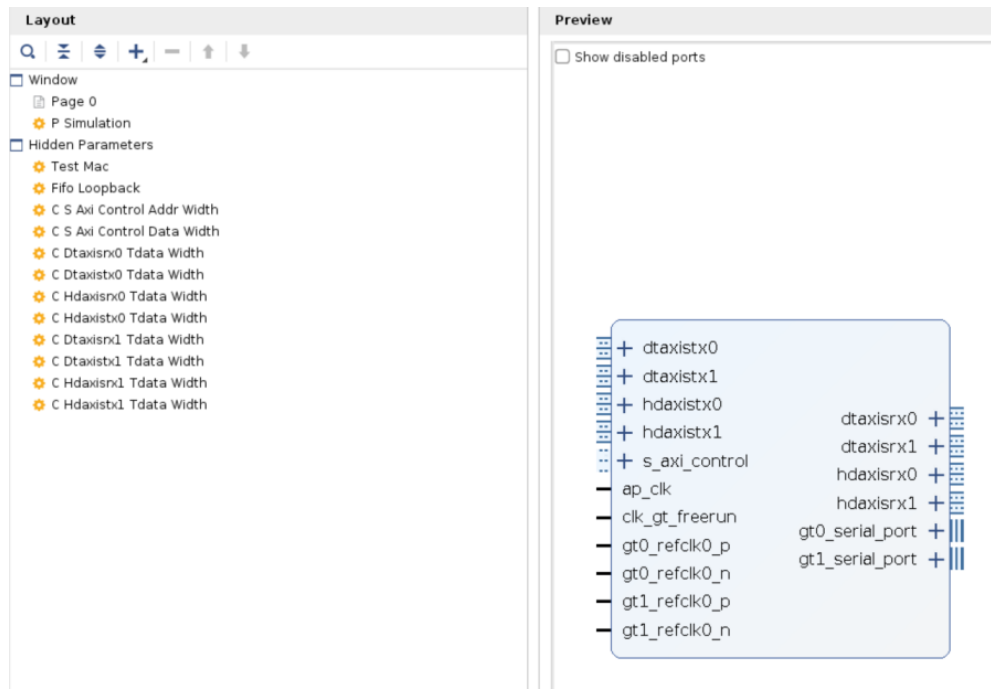 Layout
Window
Page 0
P Simulation
Hidden Parameters
Test Mac
Fifo Loopback
C S Axi Control Addr Width
C S Axi Control Data Width
C Dtaxisrx0 Tdata Width
C Dtaxistx0 Tdata Width
C Hdaxisrx0 Tdata Width
C Hdaxistx0 Tdata Width
C Dtaxisrx1 Tdata Width
C Dtaxistx1 Tdata Width
C Hdaxisrx1 Tdata Width
C Hdaxistx1 Tdata Width
Preview
Show disabled ports
dtaxistx0
dtaxistx1
hdaxistx0
hdaxistx1
s_axi_control
ap_clk
clk_gt_freerun
gt0_refclk0_p
gt0_refclk0_n
gt1_refclk0_p
gt1_refclk0_n
dtaxisrx0
dtaxisrx1
hdaxisrx0
hdaxisrx1
gt0_serial_port
gt1_serial_port